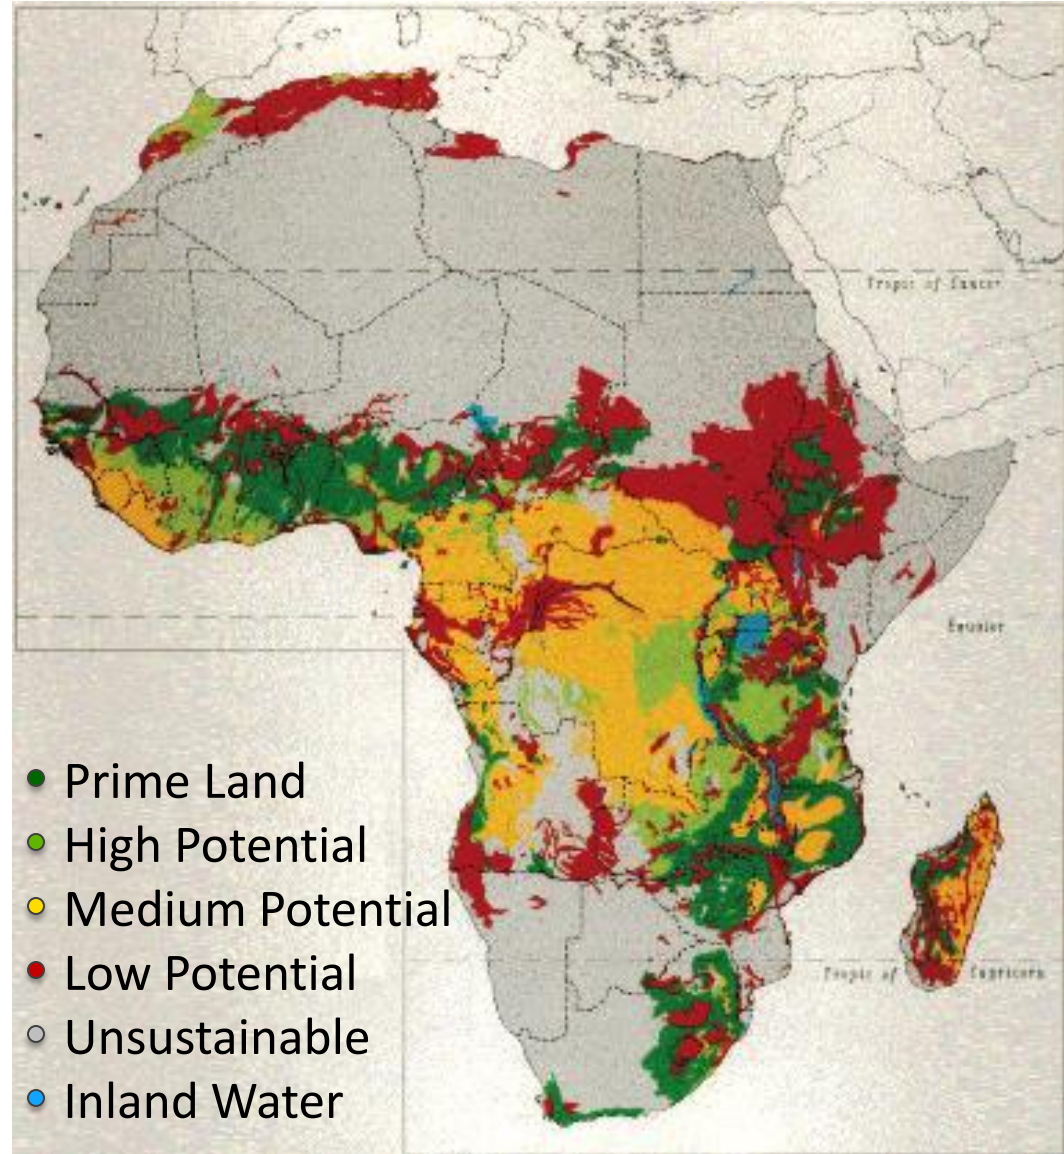 Tropic of Cancer
Equator
Prime Land
High Potential
Medium Potential
Low Potential
Tropic of Capricorn
Unsustainable
Inland Water